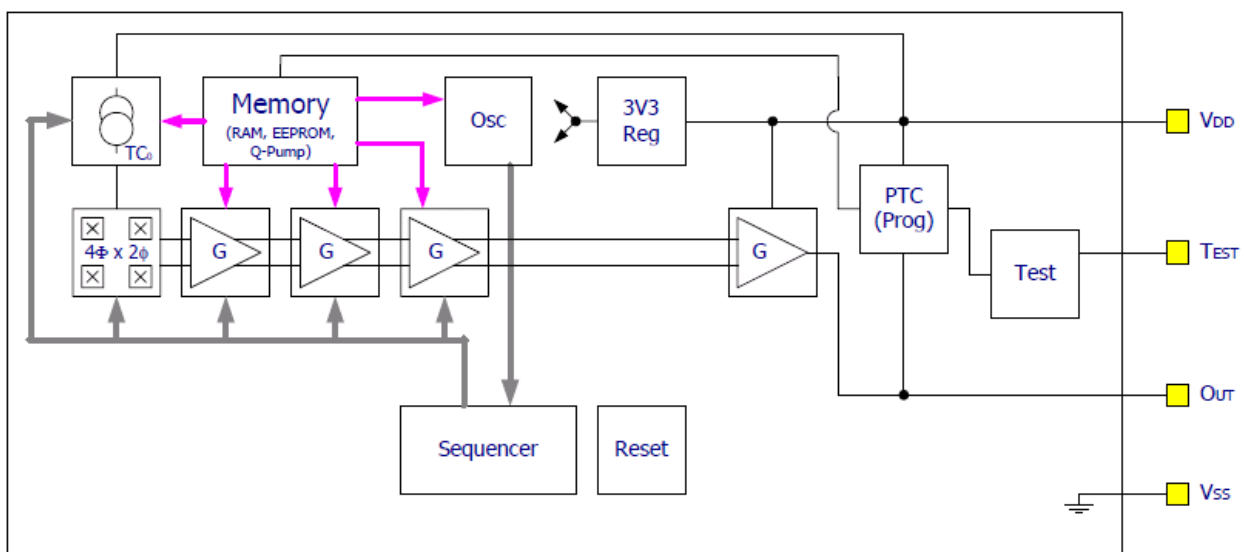 Memory
(RAM, EEPROM,
Q-Pump)
TC₀
Osc
3V3
Reg
VDD
4Φ x 2ϕ
G
G
G
G
PTC
(Prog)
TEST
Test
OUT
Sequencer
Reset
VSS